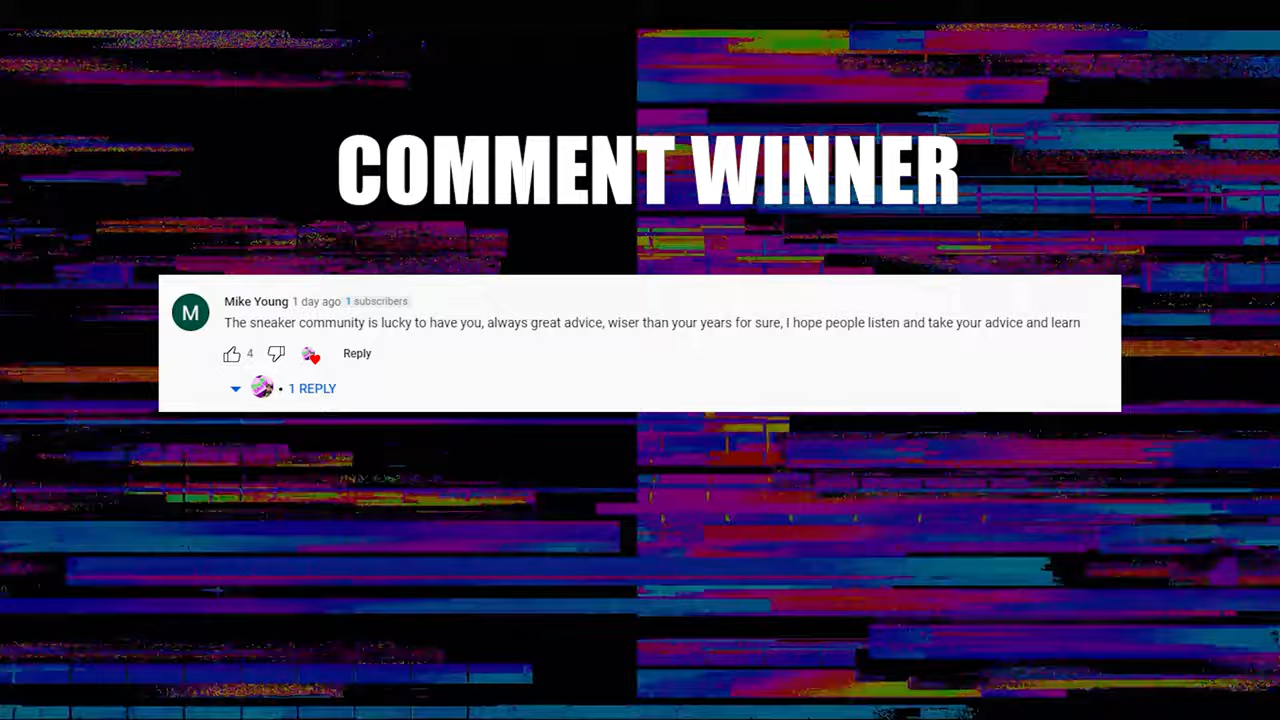 COMMENT WINNER
M
Mike Young 1 day ago 1 subscribers
The sneaker community is lucky to have you, always great advice, wiser than your years for sure, I hope people listen and take your advice and learn
4 Reply
• 1 REPLY